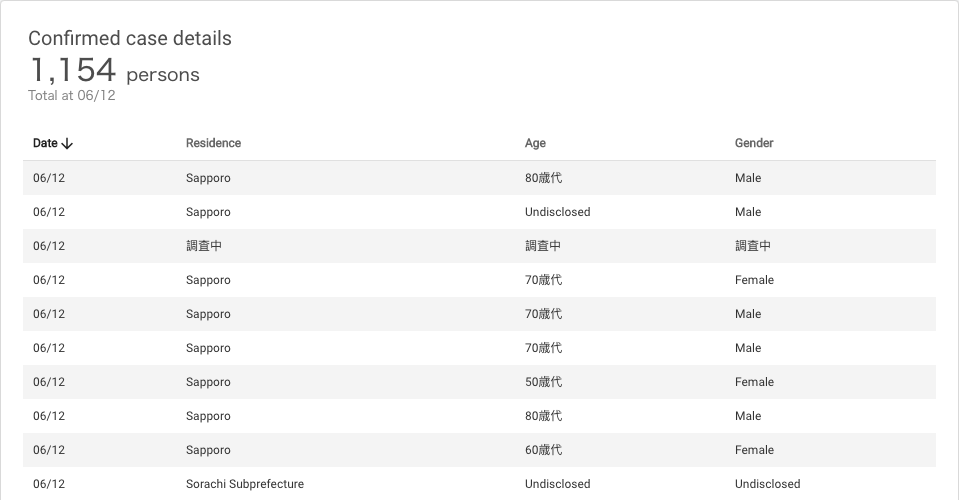 Confirmed case details
1,154 persons
Total at 06/12
Date Residence Age Gender
06/12 Sapporo 80歳代 Male
06/12 Sapporo Undisclosed Male
06/12 調査中 調査中 調査中
06/12 Sapporo 70歳代 Female
06/12 Sapporo 70歳代 Male
06/12 Sapporo 70歳代 Male
06/12 Sapporo 50歳代 Female
06/12 Sapporo 80歳代 Male
06/12 Sapporo 60歳代 Female
06/12 Sorachi Subprefecture Undisclosed Undisclosed